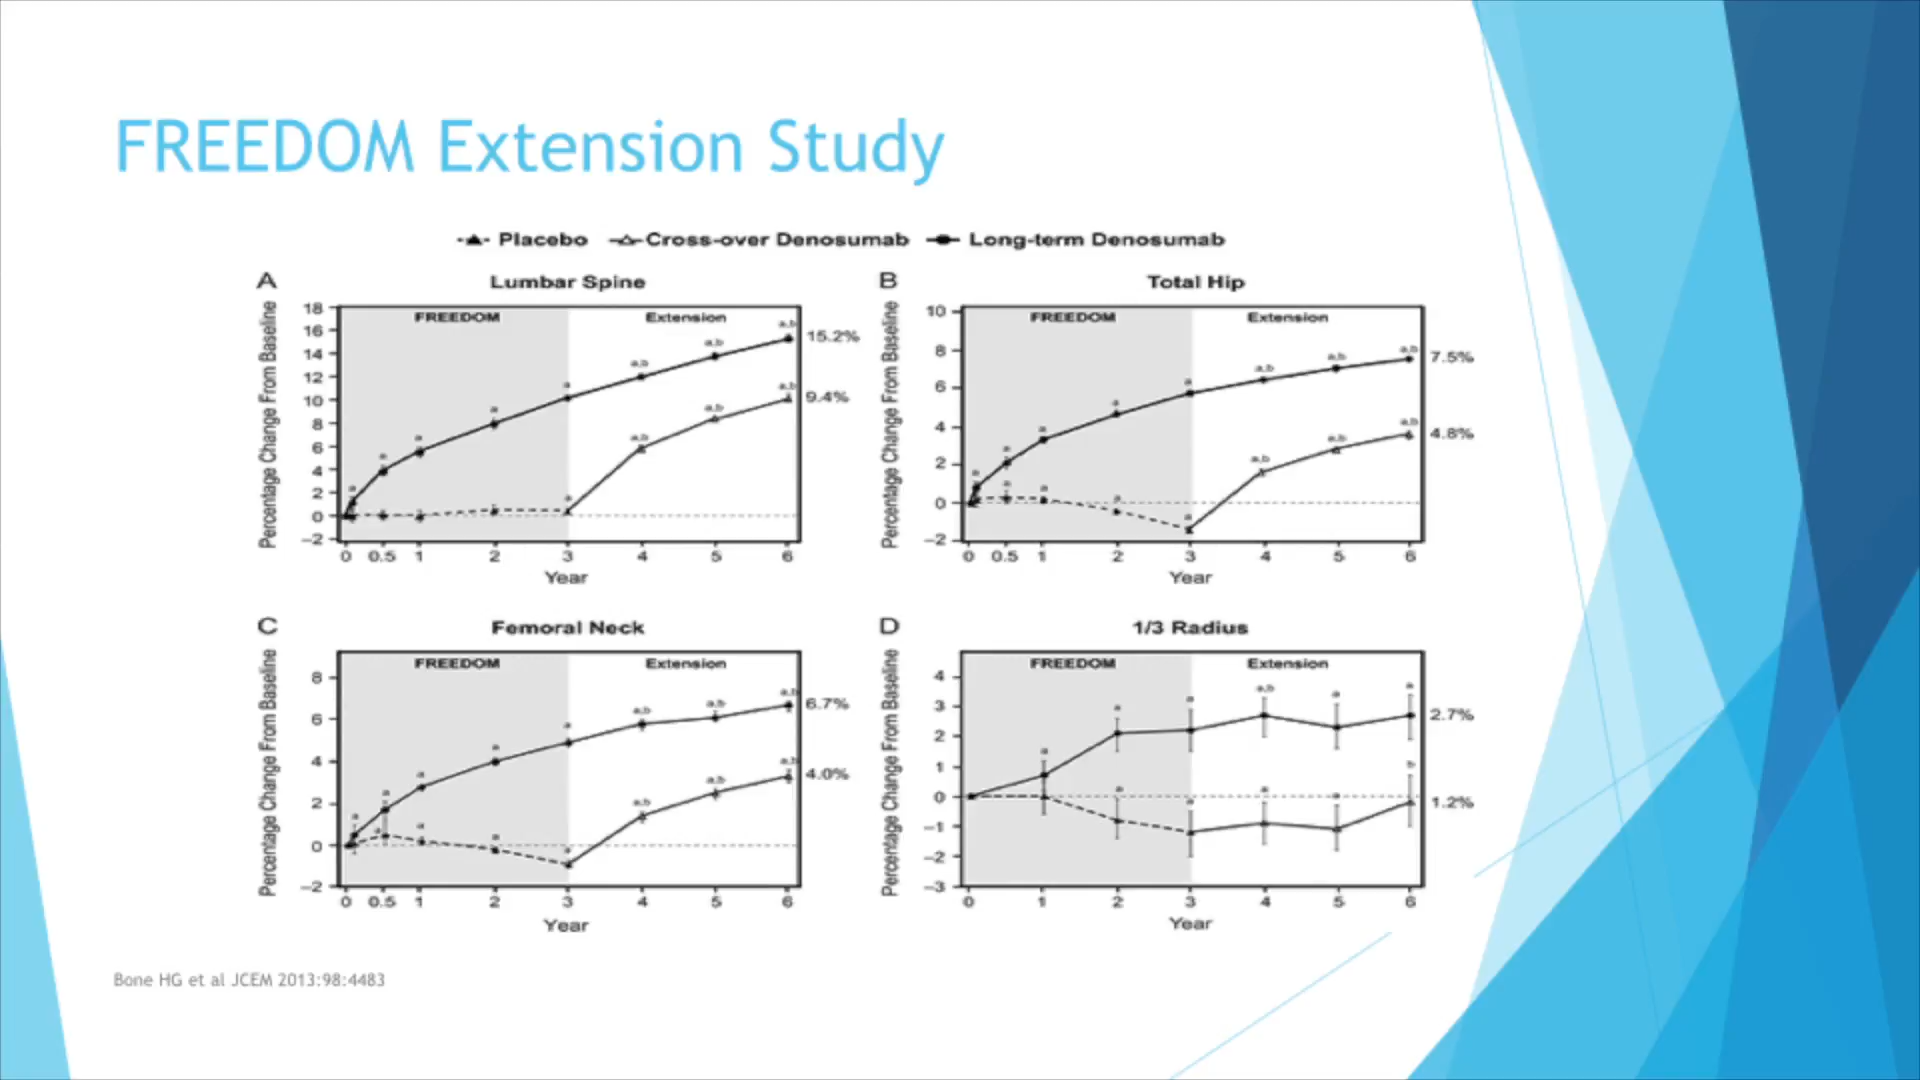 FREEDOM Extension Study
Placebo Cross-over Denosumab Long-term Denosumab
A Lumbar Spine
Percentage Change From Baseline
18
16
14
12
10
8
6
4
2
0
−2
FREEDOM Extension
a a a a a a a,b a,b a,b a,b a,b a,b
15.2%
9.4%
0 0.5 1 2 3 4 5 6
Year
B Total Hip
Percentage Change From Baseline
10
8
6
4
2
0
−2
FREEDOM Extension
a a a a a a a a a a,b a,b a,b a,b a,b a,b
7.5%
4.8%
0 0.5 1 2 3 4 5 6
Year
C Femoral Neck
Percentage Change From Baseline
8
6
4
2
0
−2
FREEDOM Extension
a a a a a a a a a a,b a,b a,b a,b a,b a,b
6.7%
4.0%
0 0.5 1 2 3 4 5 6
Year
D 1/3 Radius
Percentage Change From Baseline
4
3
2
1
0
−1
−2
−3
FREEDOM Extension
a a a a,b a a a a a a b
2.7%
1.2%
0 1 2 3 4 5 6
Year
Bone HG et al JCEM 2013:98:4483